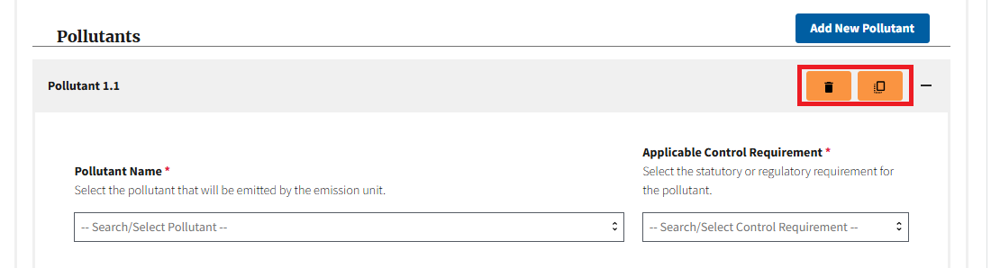 Pollutants
Add New Pollutant
Pollutant 1.1
Pollutant Name *
Select the pollutant that will be emitted by the emission unit.
-- Search/Select Pollutant --
Applicable Control Requirement *
Select the statutory or regulatory requirement for
the pollutant.
-- Search/Select Control Requirement --